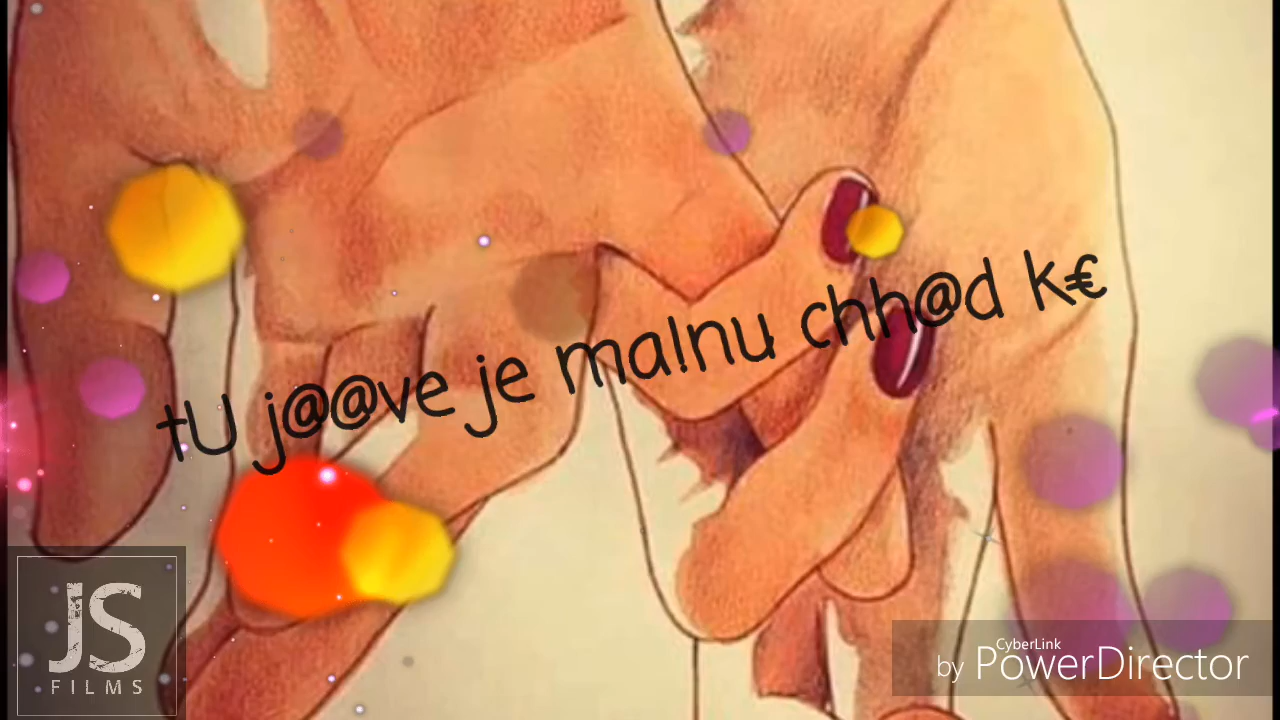 tU j@@ve je ma!nu chh@d k€
JS
FILMS
CyberLink
by PowerDirector